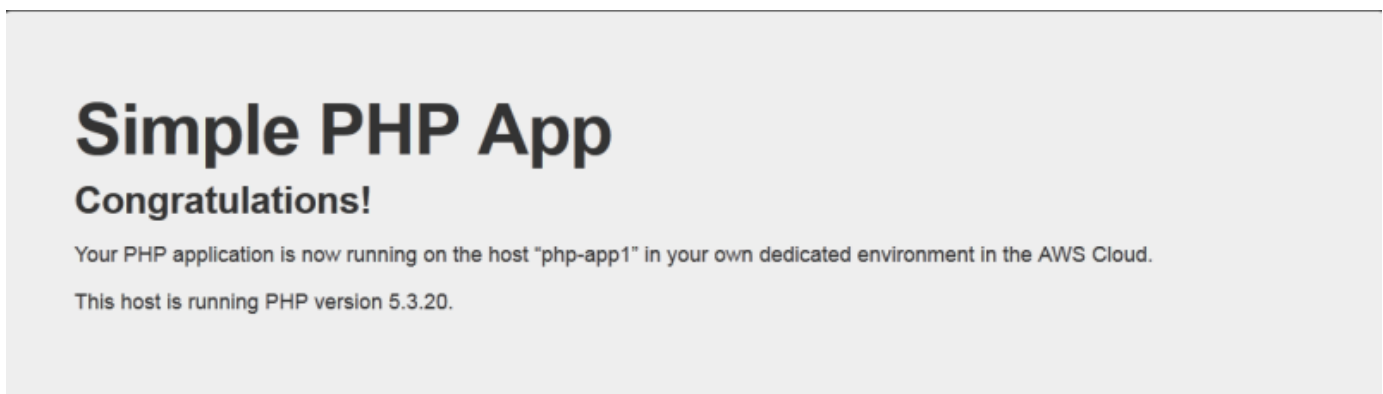 Simple PHP App
Congratulations!
Your PHP application is now running on the host “php-app1” in your own dedicated environment in the AWS Cloud.
This host is running PHP version 5.3.20.